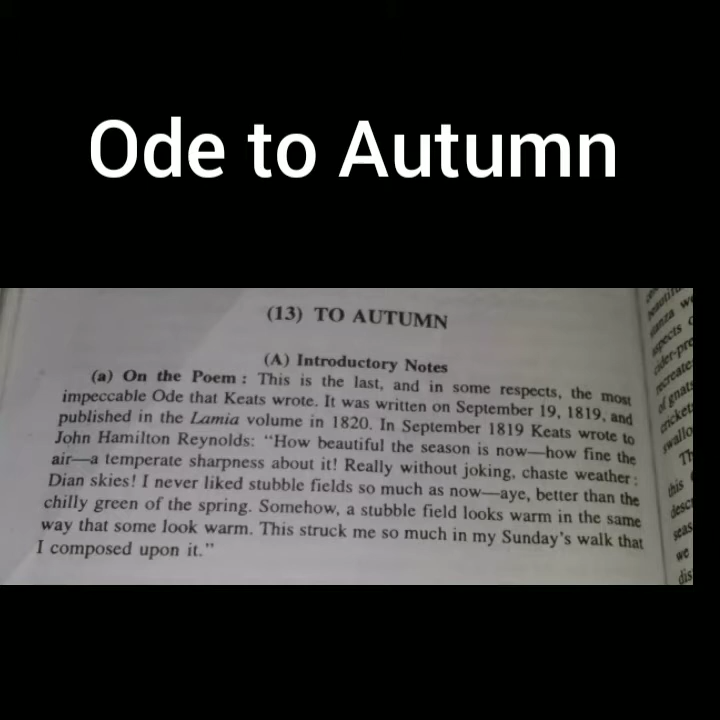 Ode to Autumn
(13) TO AUTUMN
(A) Introductory Notes
(a) On the Poem : This is the last, and in some respects, the most
impeccable Ode that Keats wrote. It was written on September 19, 1819, and
published in the Lamia volume in 1820. In September 1819 Keats wrote to
John Hamilton Reynolds: “How beautiful the season is now—how fine the
air—a temperate sharpness about it! Really without joking, chaste weather :
Dian skies! I never liked stubble fields so much as now—aye, better than the
chilly green of the spring. Somehow, a stubble field looks warm in the same
way that some look warm. This struck me so much in my Sunday’s walk that
I composed upon it.”
this
we